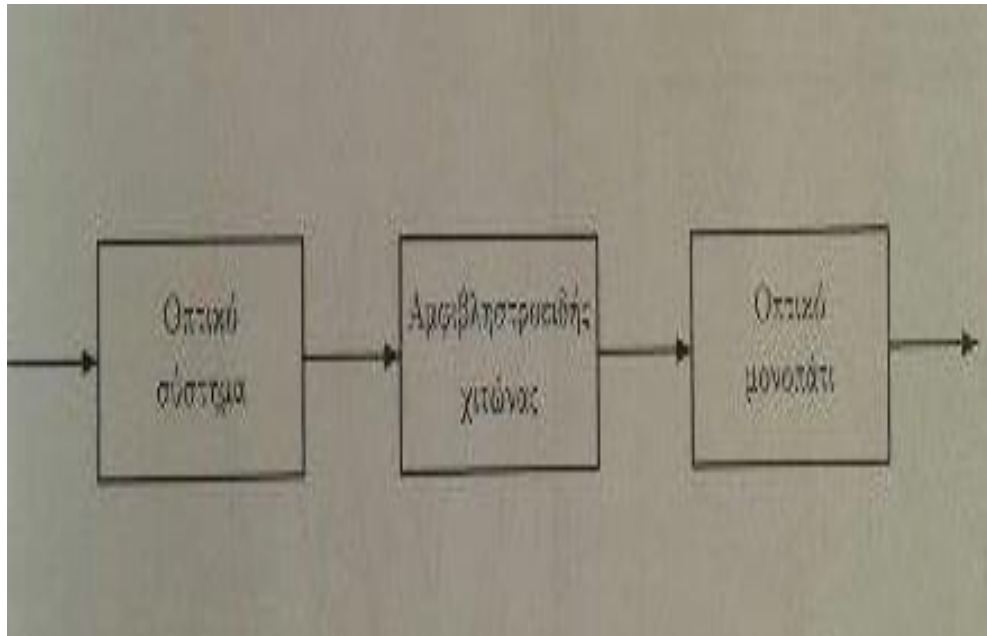 Οπτικό
σύστημα
Αμφιβληστροειδής
χιτώνας
Οπτικό
μονοπάτι